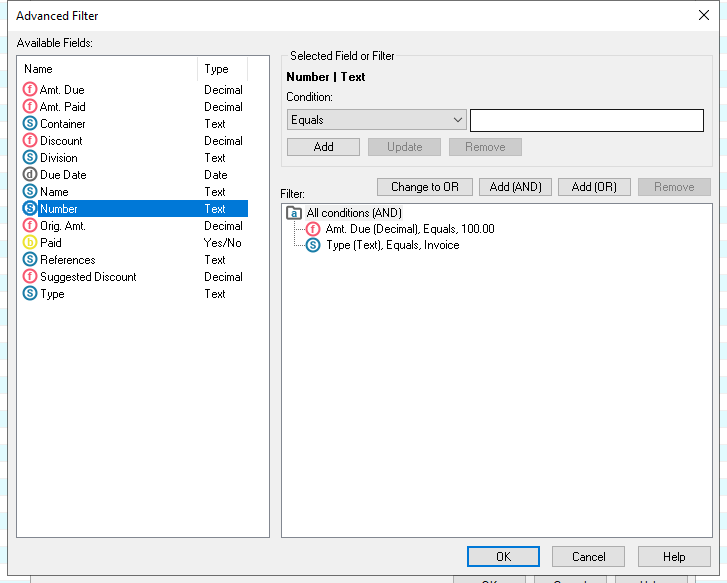 Advanced Filter
Available Fields:
Name Type
f Amt. Due Decimal
f Amt. Paid Decimal
S Container Text
f Discount Decimal
S Division Text
d Due Date Date
S Name Text
S Number Text
f Orig. Amt. Decimal
b Paid Yes/No
S References Text
f Suggested Discount Decimal
S Type Text
Selected Field or Filter
Number | Text
Condition:
Equals
Add Update Remove
Filter:
Change to OR Add (AND) Add (OR) Remove
a All conditions (AND)
f Amt. Due (Decimal), Equals, 100.00
S Type (Text), Equals, Invoice
OK Cancel Help